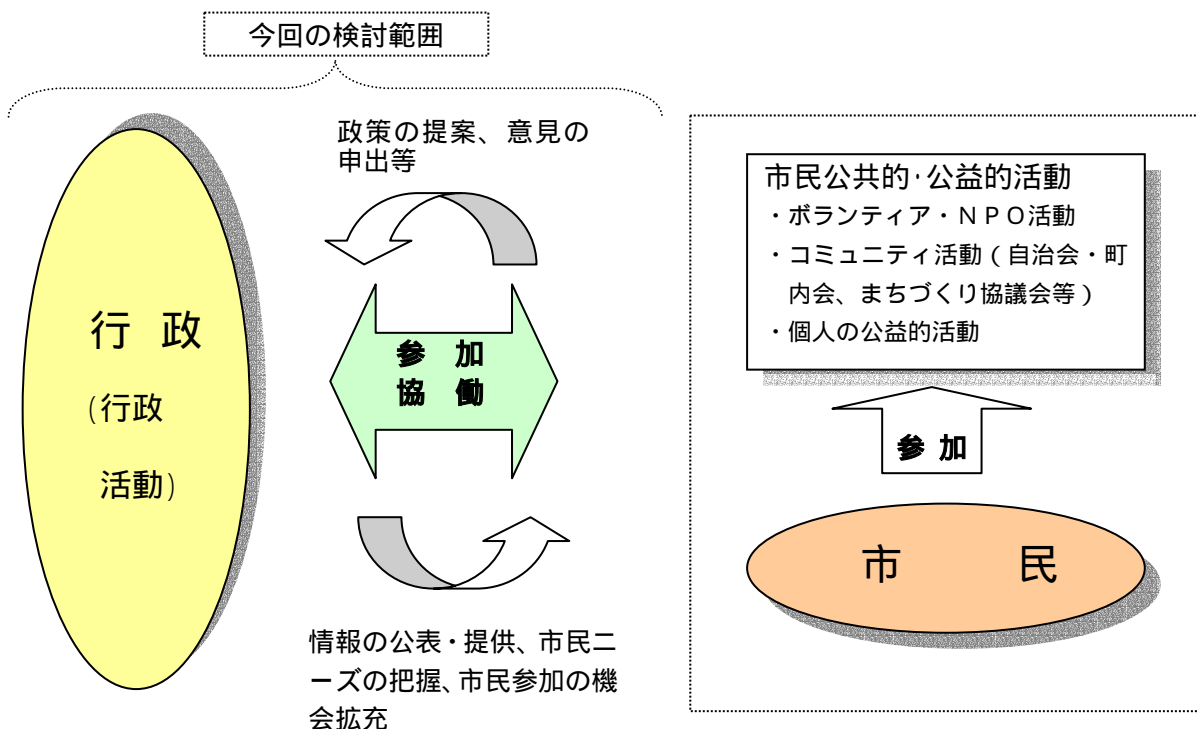 今回の検討範囲
政策の提案、意見の
申出等
行 政
(行政
活動)
参 加
協 働
情報の公表・提供、市民ニ
ーズの把握、市民参加の機
会拡充
市民公共的・公益的活動
・ボランティア・ＮＰＯ活動
・コミュニティ活動（自治会・町
内会、まちづくり協議会等）
・個人の公益的活動
参 加
市 民